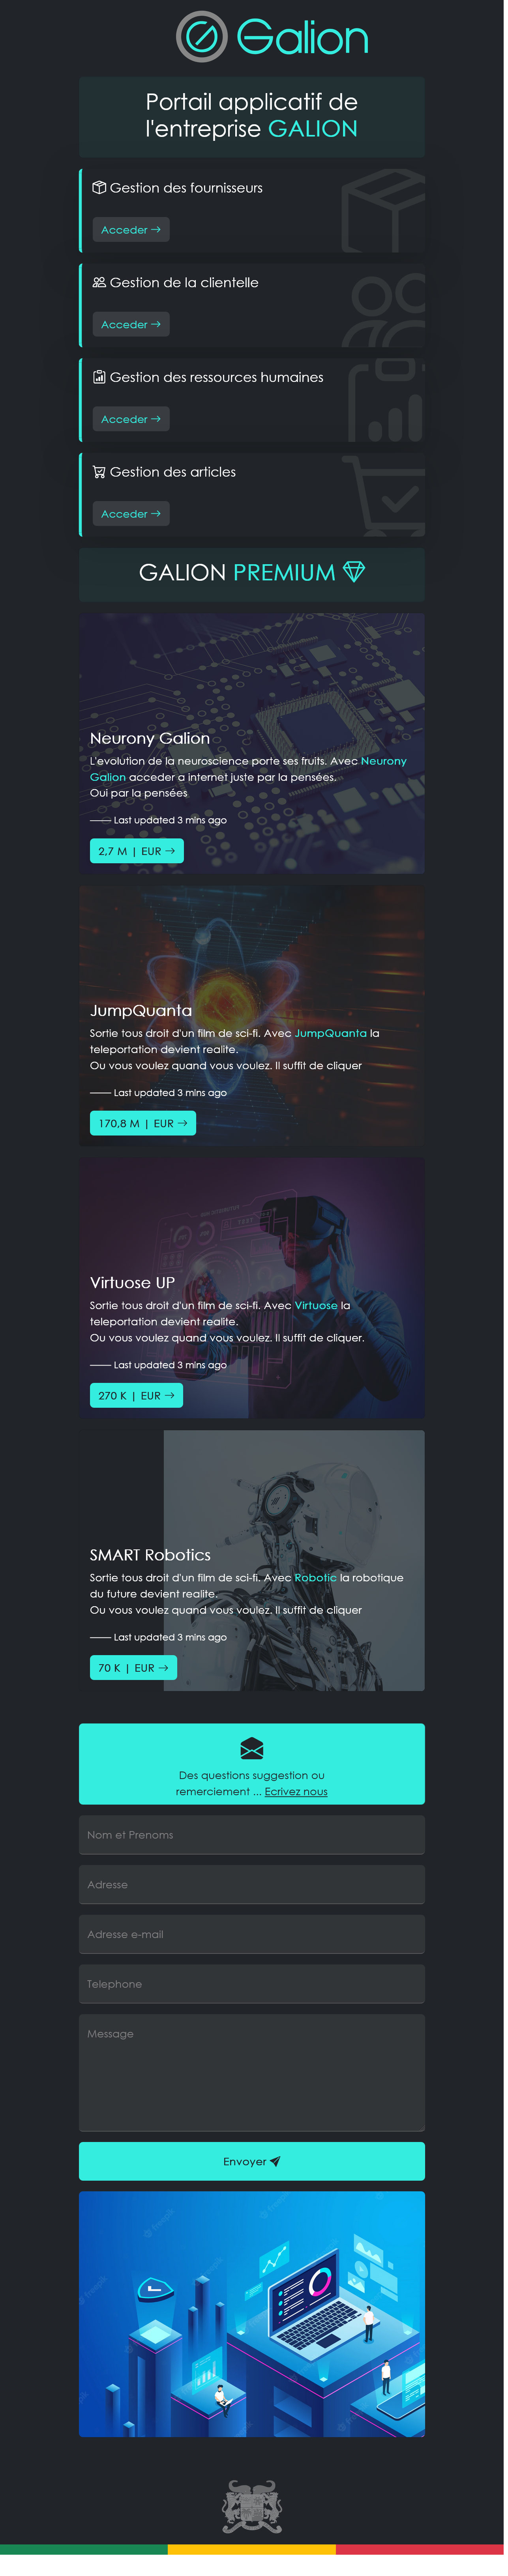 Galion
Portail applicatif de
l'entreprise GALION
Gestion des fournisseurs
Acceder →
Gestion de la clientelle
Acceder →
Gestion des ressources humaines
Acceder →
Gestion des articles
Acceder →
GALION PREMIUM
Neurony Galion
L'evolution de la neuroscience porte ses fruits. Avec Neurony
Galion acceder a internet juste par la pensées.
Oui par la pensées
—— Last updated 3 mins ago
2,7 M | EUR →
JumpQuanta
Sortie tous droit d'un film de sci-fi. Avec JumpQuanta la
teleportation devient realite.
Ou vous voulez quand vous voulez. Il suffit de cliquer
—— Last updated 3 mins ago
170,8 M | EUR →
Virtuose UP
Sortie tous droit d'un film de sci-fi. Avec Virtuose la
teleportation devient realite.
Ou vous voulez quand vous voulez. Il suffit de cliquer.
—— Last updated 3 mins ago
270 K | EUR →
SMART Robotics
Sortie tous droit d'un film de sci-fi. Avec Robotic la robotique
du future devient realite.
Ou vous voulez quand vous voulez. Il suffit de cliquer
—— Last updated 3 mins ago
70 K | EUR →
Des questions suggestion ou
remerciement ... Ecrivez nous
Nom et Prenoms
Adresse
Adresse e-mail
Telephone
Message
Envoyer